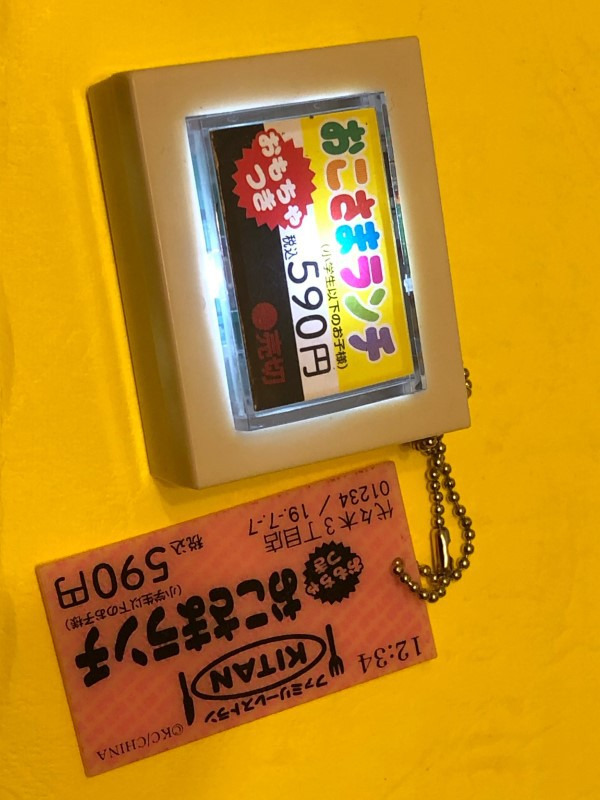 おこさまランチ
(小学生以下のお子様)
おもちゃ
つき
税込590円
売切
12:34
ファミリーレストラン
KITAN
おこさまランチ
おもちゃ
つき
(小学生以下のお子様)
税込 590円
代々木3丁目店
01234 / 19.-7.-7
©KC/CHINA